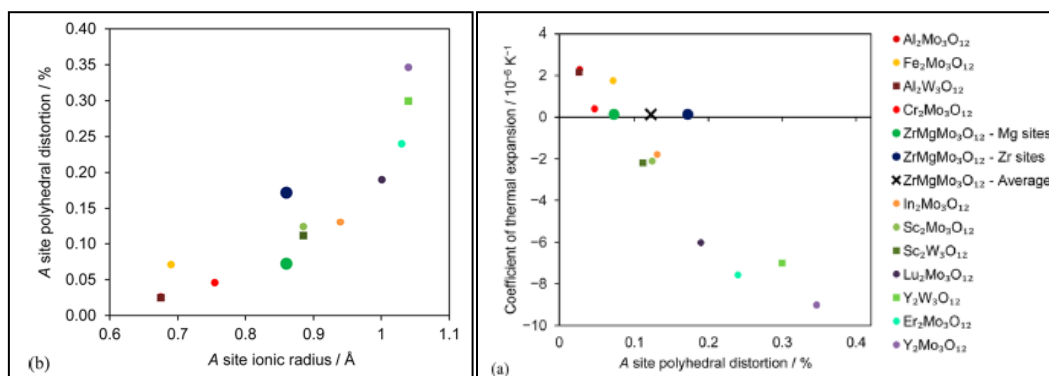 0.40
0.35
0.30
0.25
0.20
0.15
0.10
0.05
0.00
A site polyhedral distortion / %
0.6 0.7 0.8 0.9 1 1.1
A site ionic radius / Å
(b)
4
2
0
−2
−4
−6
−8
−10
Coefficient of thermal expansion / 10⁻⁶ K⁻¹
0 0.1 0.2 0.3 0.4
A site polyhedral distortion / %
(a)
Al₂Mo₃O₁₂
Fe₂Mo₃O₁₂
Al₂W₃O₁₂
Cr₂Mo₃O₁₂
ZrMgMo₃O₁₂ - Mg sites
ZrMgMo₃O₁₂ - Zr sites
ZrMgMo₃O₁₂ - Average
In₂Mo₃O₁₂
Sc₂Mo₃O₁₂
Sc₂W₃O₁₂
Lu₂Mo₃O₁₂
Y₂W₃O₁₂
Er₂Mo₃O₁₂
Y₂Mo₃O₁₂